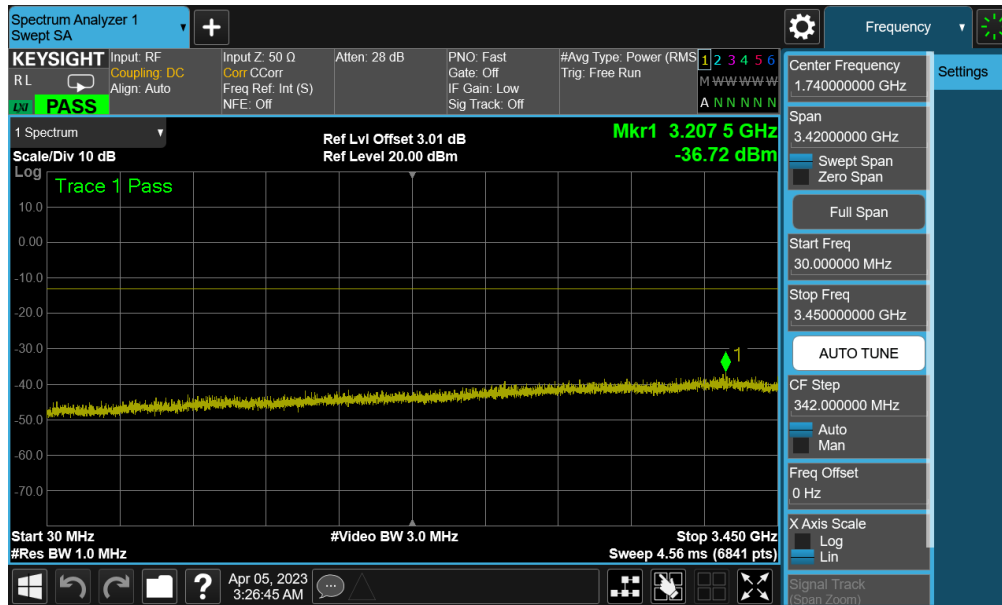 Spectrum Analyzer 1
Swept SA
+
Frequency
KEYSIGHT
RL
LXI PASS
Input: RF
Coupling: DC
Align: Auto
Input Z: 50 Ω
Corr CCorr
Freq Ref: Int (S)
NFE: Off
Atten: 28 dB
PNO: Fast
Gate: Off
IF Gain: Low
Sig Track: Off
#Avg Type: Power (RMS
Trig: Free Run
1 2 3 4 5 6
M W W W W W
A N N N N N
1 Spectrum
Scale/Div 10 dB
Ref Lvl Offset 3.01 dB
Ref Level 20.00 dBm
Mkr1 3.207 5 GHz
-36.72 dBm
Log
Trace 1 Pass
10.0
0.00
-10.0
-20.0
-30.0
-40.0
-50.0
-60.0
-70.0
1
Start 30 MHz
#Res BW 1.0 MHz
#Video BW 3.0 MHz
Stop 3.450 GHz
Sweep 4.56 ms (6841 pts)
Center Frequency
1.740000000 GHz
Span
3.42000000 GHz
Swept Span
Zero Span
Full Span
Start Freq
30.000000 MHz
Stop Freq
3.450000000 GHz
AUTO TUNE
CF Step
342.000000 MHz
Auto
Man
Freq Offset
0 Hz
X Axis Scale
Log
Lin
Signal Track
(Span Zoom)
Settings
?
Apr 05, 2023
3:26:45 AM